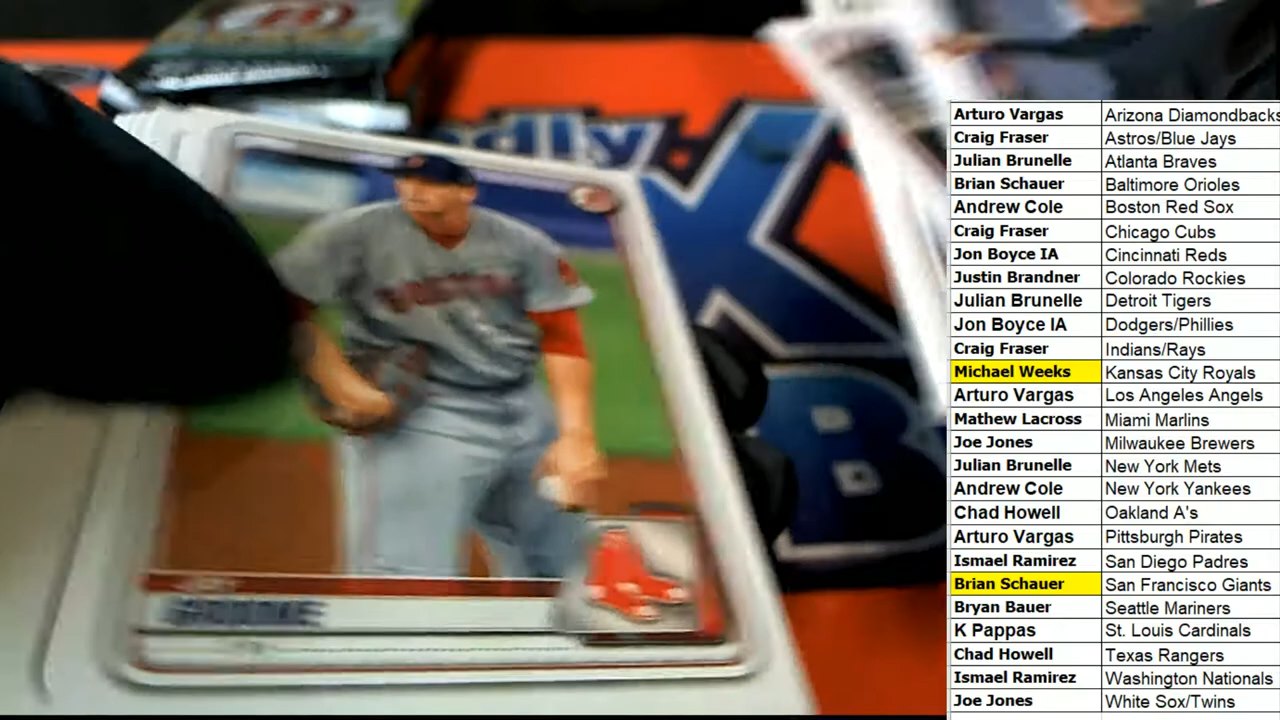 dly
X
B
BOSTON
Arturo Vargas Arizona Diamondbacks
Craig Fraser Astros/Blue Jays
Julian Brunelle Atlanta Braves
Brian Schauer Baltimore Orioles
Andrew Cole Boston Red Sox
Craig Fraser Chicago Cubs
Jon Boyce IA Cincinnati Reds
Justin Brandner Colorado Rockies
Julian Brunelle Detroit Tigers
Jon Boyce IA Dodgers/Phillies
Craig Fraser Indians/Rays
Michael Weeks Kansas City Royals
Arturo Vargas Los Angeles Angels
Mathew Lacross Miami Marlins
Joe Jones Milwaukee Brewers
Julian Brunelle New York Mets
Andrew Cole New York Yankees
Chad Howell Oakland A's
Arturo Vargas Pittsburgh Pirates
Ismael Ramirez San Diego Padres
Brian Schauer San Francisco Giants
Bryan Bauer Seattle Mariners
K Pappas St. Louis Cardinals
Chad Howell Texas Rangers
Ismael Ramirez Washington Nationals
Joe Jones White Sox/Twins